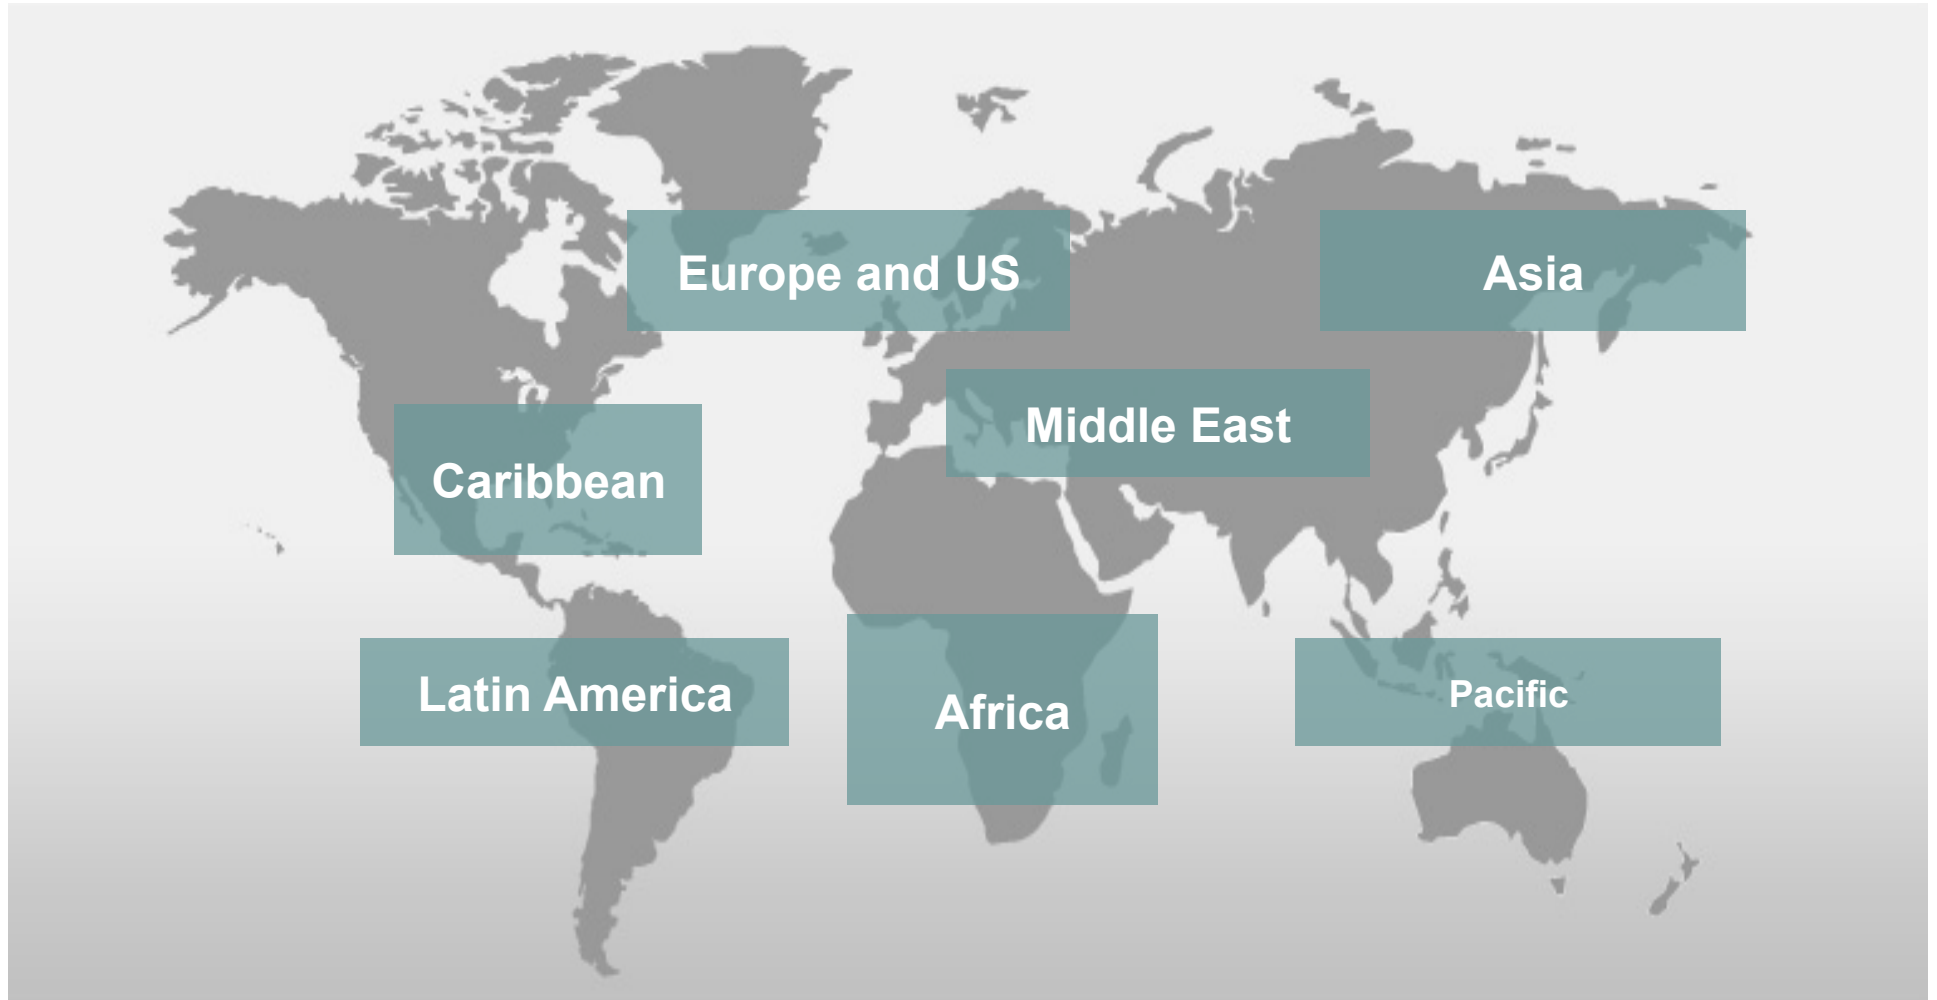 Europe and US
Asia
Middle East
Caribbean
Latin America
Africa
Pacific